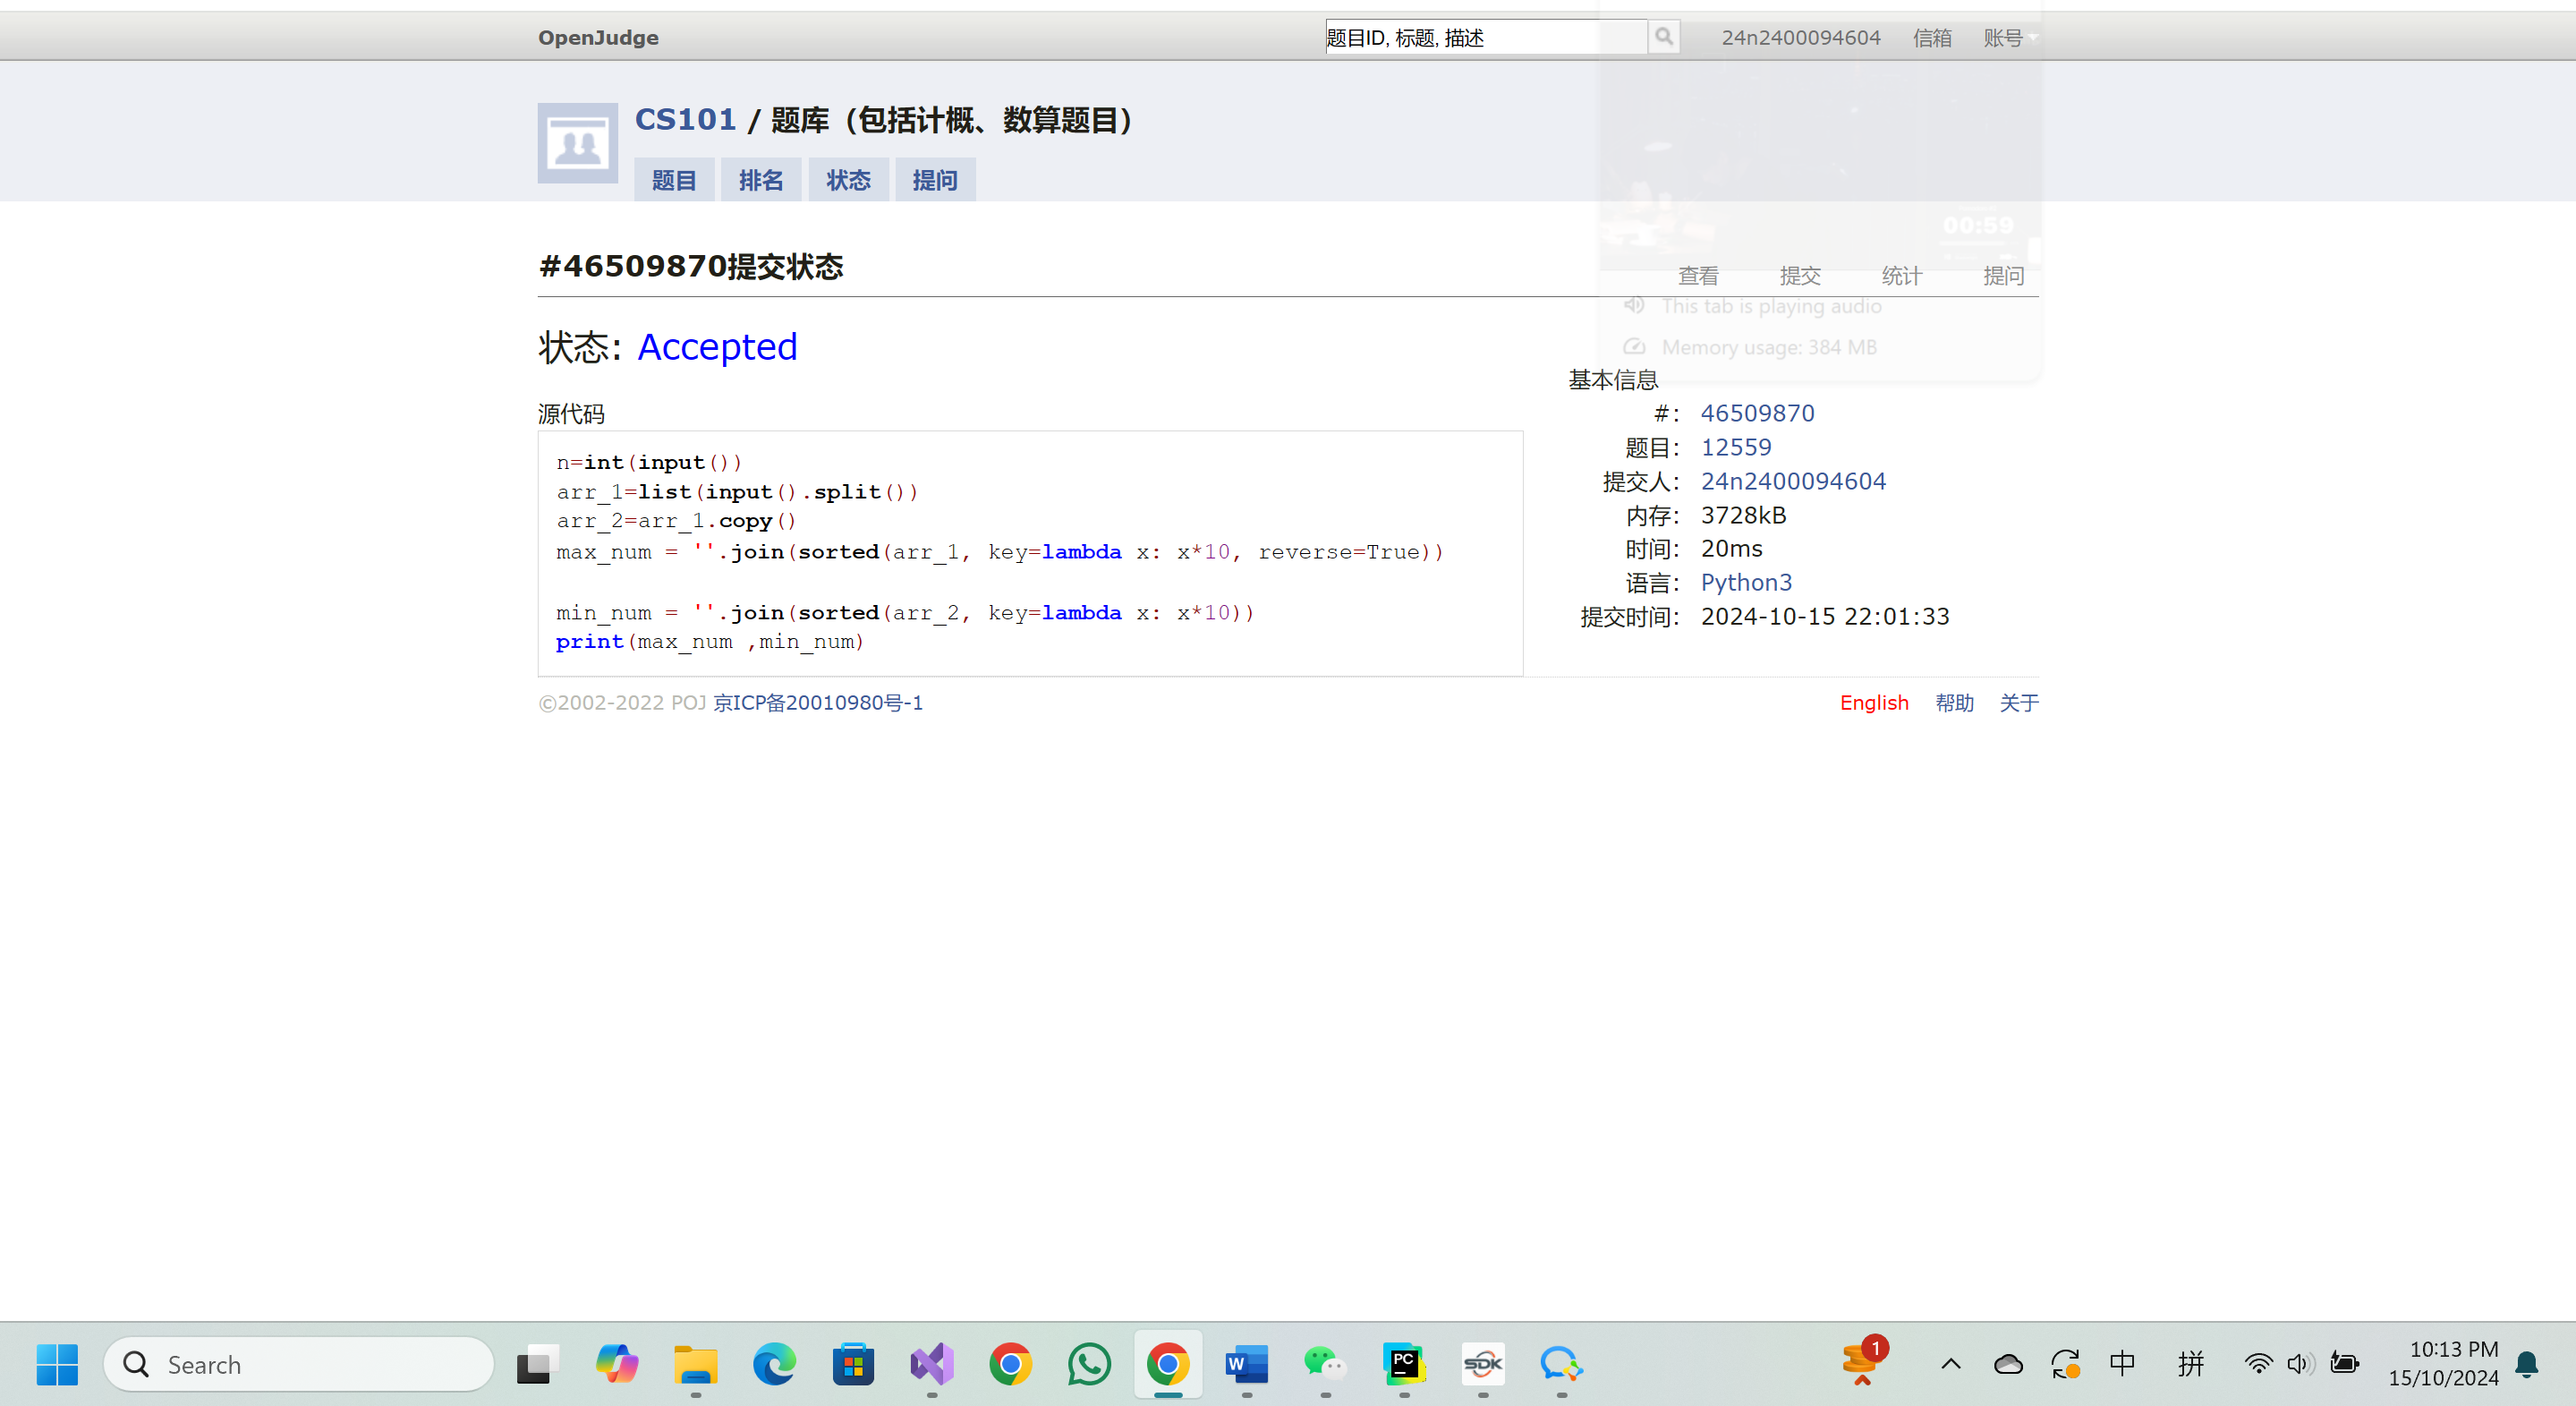 OpenJudge
题目ID, 标题, 描述
24n2400094604 信箱 账号
CS101 / 题库（包括计概、数算题目）
题目 排名 状态 提问
00:59
#46509870提交状态
查看 提交 统计 提问
This tab is playing audio
状态: Accepted
Memory usage: 384 MB
基本信息
源代码
#: 46509870
题目: 12559
提交人: 24n2400094604
内存: 3728kB
时间: 20ms
语言: Python3
提交时间: 2024-10-15 22:01:33
n=int(input())
arr_1=list(input().split())
arr_2=arr_1.copy()
max_num = ''.join(sorted(arr_1, key=lambda x: x*10, reverse=True))
min_num = ''.join(sorted(arr_2, key=lambda x: x*10))
print(max_num ,min_num)
©2002-2022 POJ 京ICP备20010980号-1
English 帮助 关于
Search
W
PC
SDK
1
中
拼
10:13 PM
15/10/2024